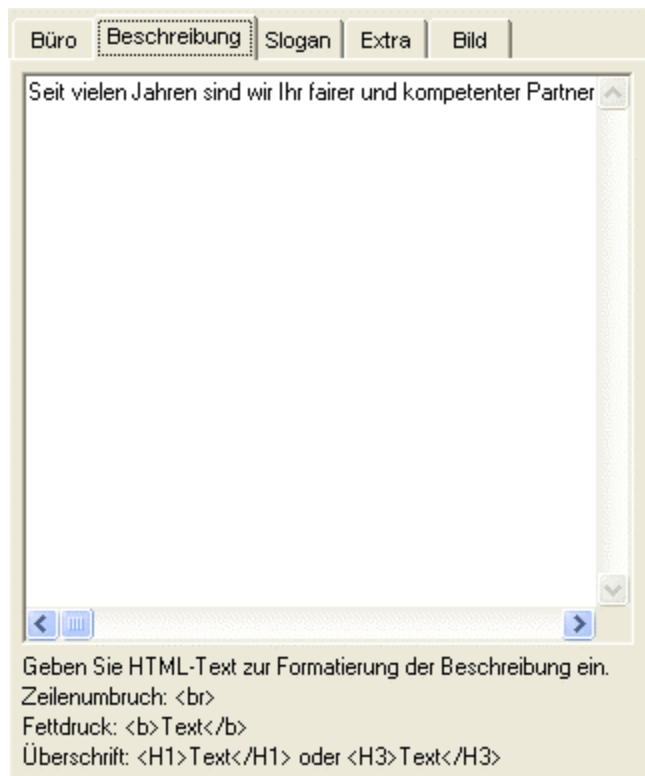 Büro Beschreibung Slogan Extra Bild
Seit vielen Jahren sind wir Ihr fairer und kompetenter Partner
Geben Sie HTML-Text zur Formatierung der Beschreibung ein.
Zeilenumbruch: <br>
Fettdruck: <b>Text</b>
Überschrift: <H1>Text</H1> oder <H3>Text</H3>